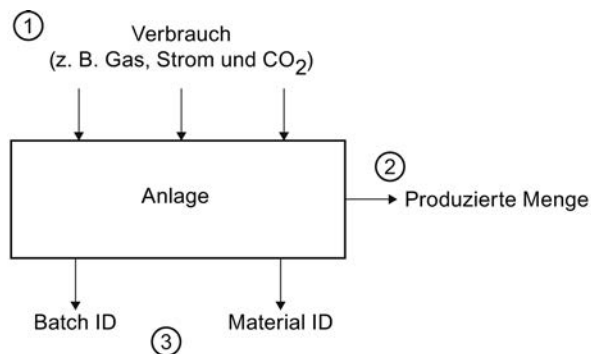 ①
Verbrauch
(z. B. Gas, Strom und CO₂)
Anlage
②
Produzierte Menge
Batch ID
③
Material ID